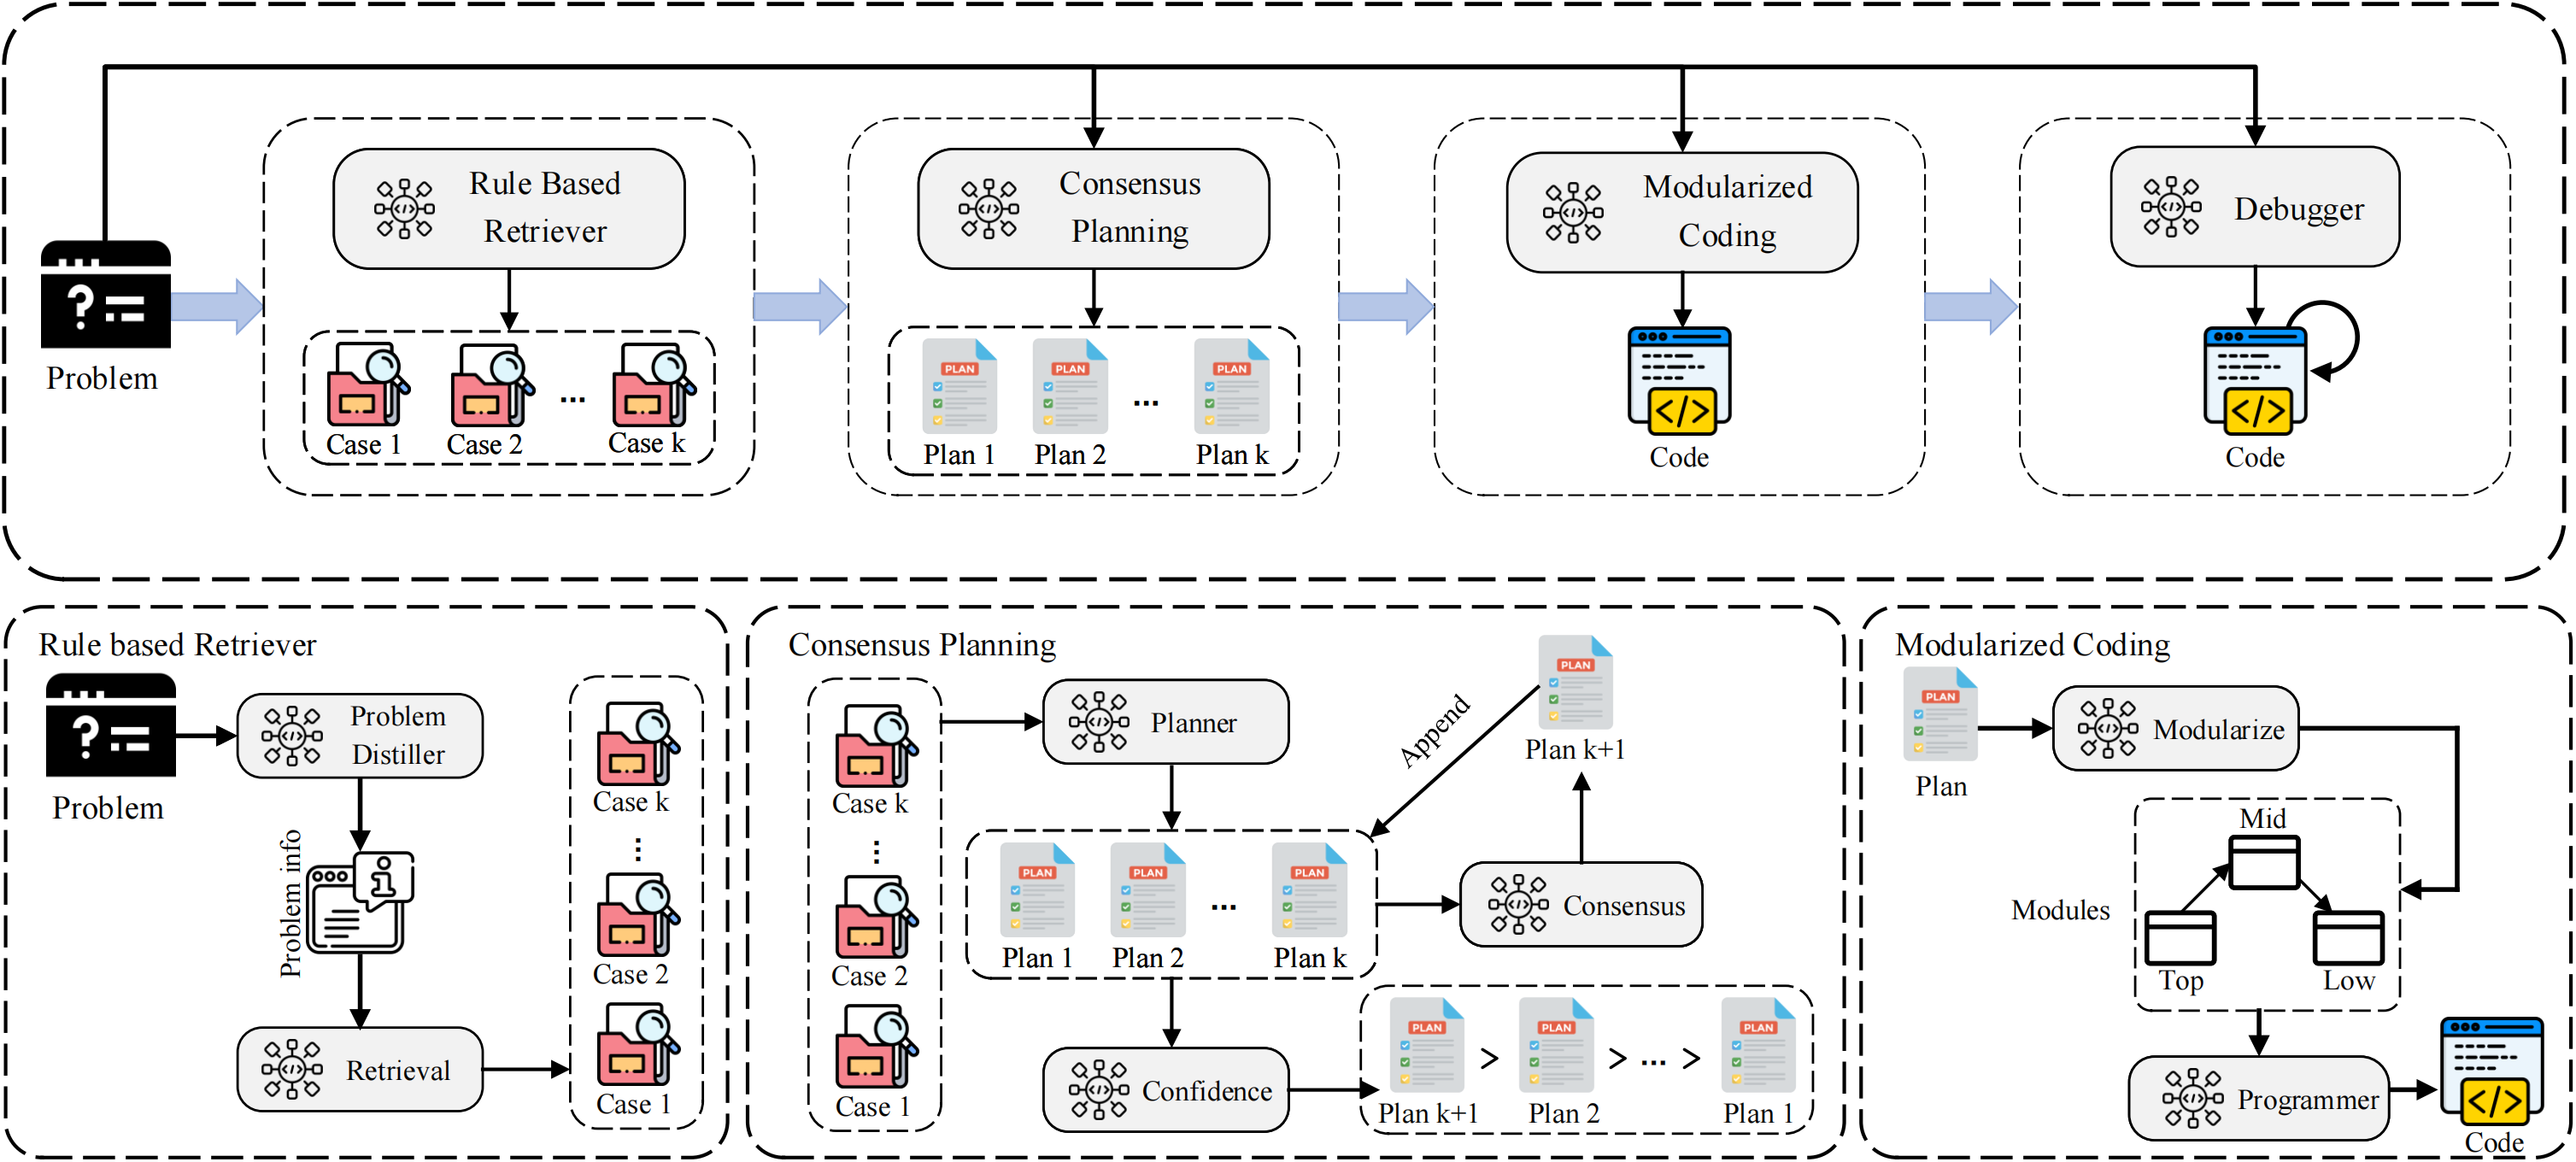 Rule Based
Retriever
Consensus
Planning
Modularized
Coding
Debugger
Problem
Case 1
Case 2
...
Case k
PLAN
PLAN
PLAN
Plan 1
Plan 2
...
Plan k
Code
Code
Rule based Retriever
Problem
Problem
Distiller
Problem info
Retrieval
Case k
...
Case 2
Case 1
Consensus Planning
Case k
...
Case 2
Case 1
Planner
PLAN
Plan k+1
Append
PLAN
PLAN
PLAN
Plan 1
Plan 2
...
Plan k
Consensus
Confidence
PLAN
PLAN
PLAN
> > ... >
Plan k+1
Plan 2
Plan 1
Modularized Coding
PLAN
Plan
Modularize
Modules
Mid
Top
Low
Programmer
Code